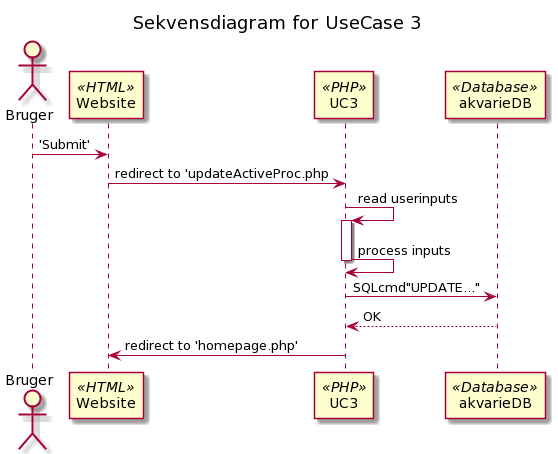 Sekvensdiagram for UseCase 3
Bruger
«HTML»
Website
«PHP»
UC3
«Database»
akvarieDB
'Submit'
redirect to 'updateActiveProc.php
read userinputs
process inputs
SQLcmd"UPDATE..."
OK
redirect to 'homepage.php'
Bruger
«HTML»
Website
«PHP»
UC3
«Database»
akvarieDB